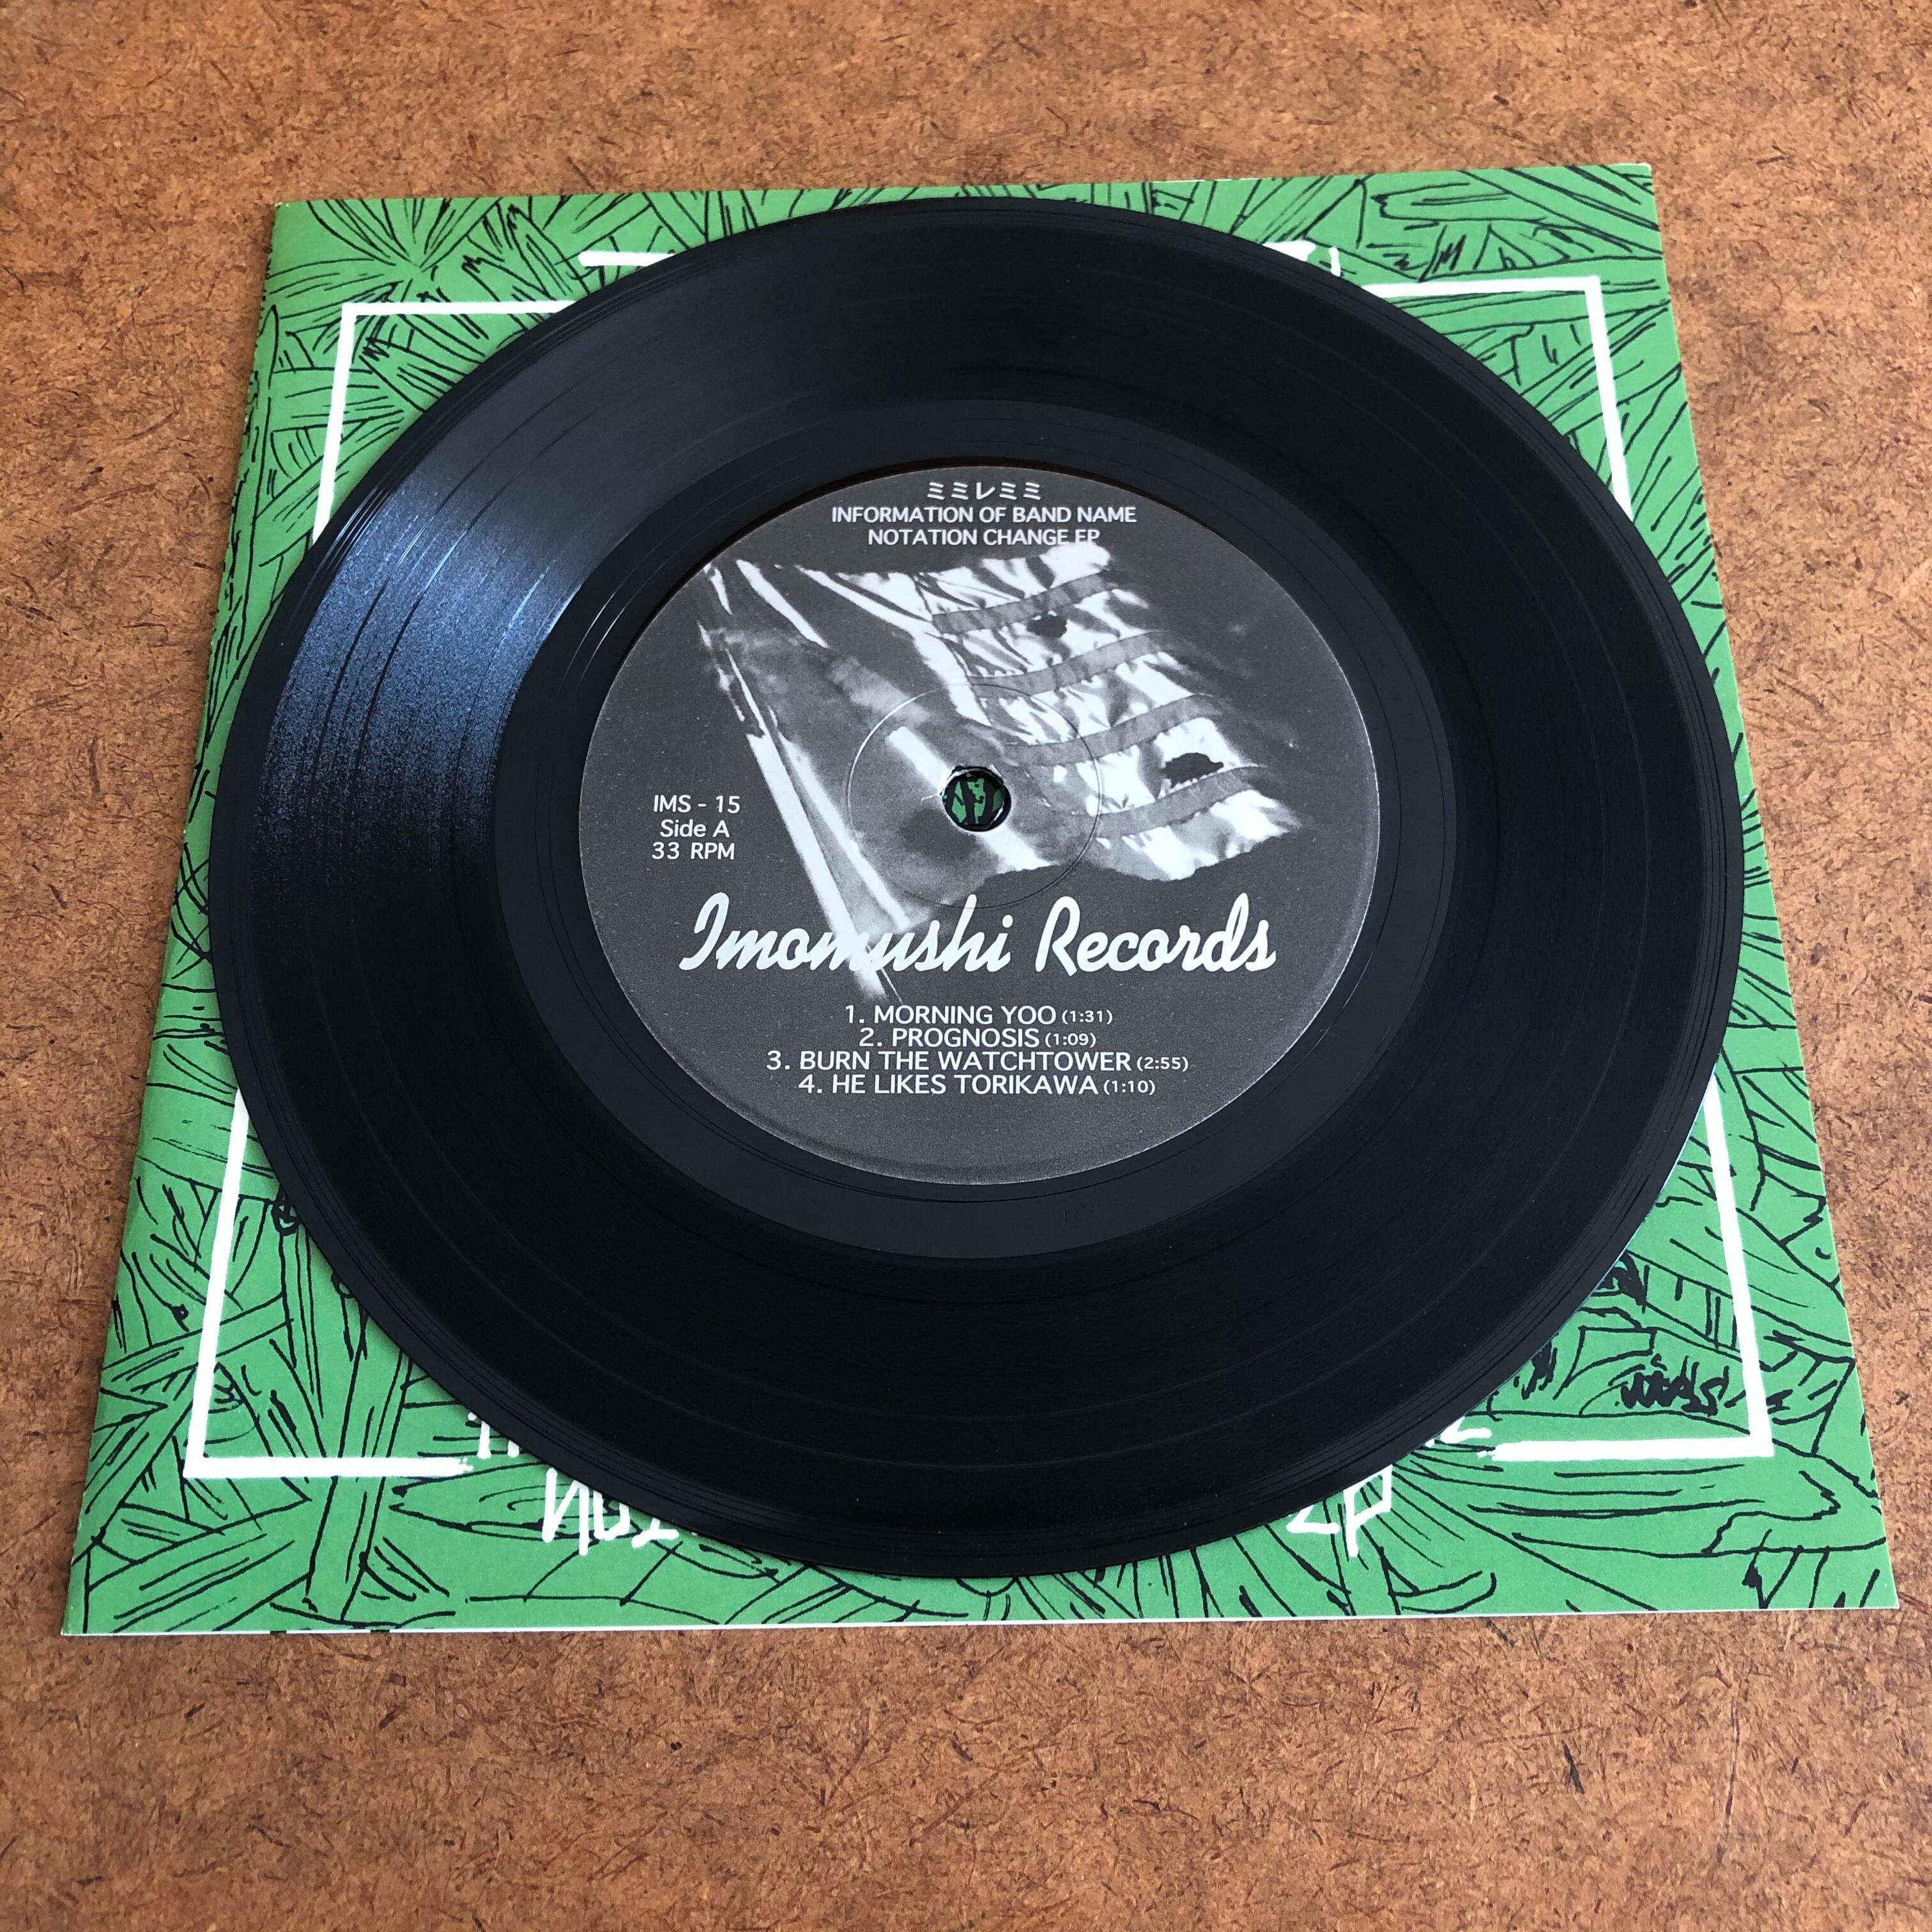 ミミレミミ
INFORMATION OF BAND NAME
NOTATION CHANGE EP
IMS - 15
Side A
33 RPM
Imomushi Records
1. MORNING YOO (1:31)
2. PROGNOSIS (1:09)
3. BURN THE WATCHTOWER (2:55)
4. HE LIKES TORIKAWA (1:10)
EP